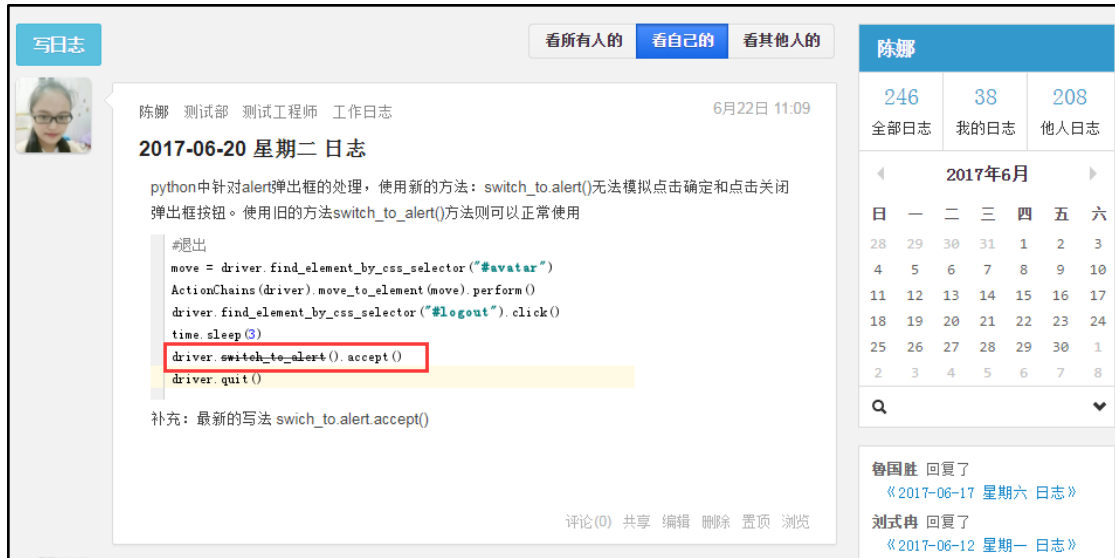 写日志
看所有人的 看自己的 看其他人的
陈娜 测试部 测试工程师 工作日志 6月22日 11:09
2017-06-20 星期二 日志
python中针对alert弹出框的处理，使用新的方法：switch_to.alert()无法模拟点击确定和点击关闭
弹出框按钮。使用旧的方法switch_to_alert()方法则可以正常使用
#退出
move = driver.find_element_by_css_selector("#avatar")
ActionChains(driver).move_to_element(move).perform()
driver.find_element_by_css_selector("#logout").click()
time.sleep(3)
driver.switch_to_alert().accept()
driver.quit()
补充：最新的写法 swich_to.alert.accept()
评论(0) 共享 编辑 删除 置顶 浏览
陈娜
246 38 208
全部日志 我的日志 他人日志
2017年6月
日 一 二 三 四 五 六
28 29 30 31 1 2 3
4 5 6 7 8 9 10
11 12 13 14 15 16 17
18 19 20 21 22 23 24
25 26 27 28 29 30 1
2 3 4 5 6 7 8
鲁国胜 回复了
《2017-06-17 星期六 日志》
刘式冉 回复了
《2017-06-12 星期一 日志》